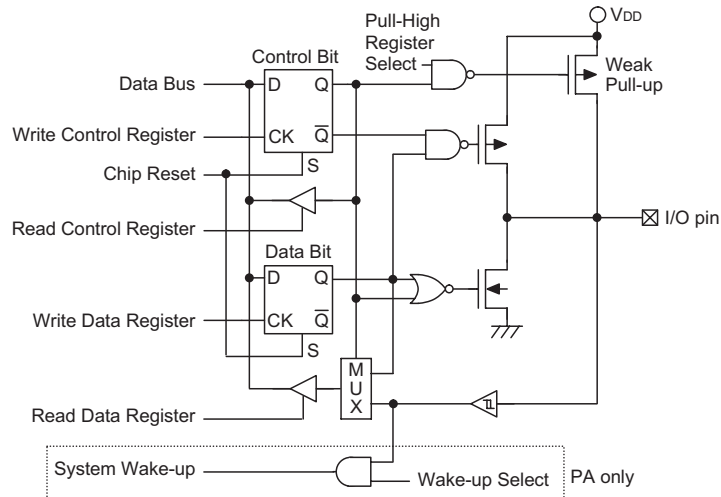 VDD
Pull-High
Register
Select
Control Bit
Weak
Pull-up
Data Bus
D
Q
Write Control Register
CK
Q
S
Chip Reset
Read Control Register
I/O pin
Data Bit
D
Q
Write Data Register
CK
Q
S
M
U
X
Read Data Register
System Wake-up
Wake-up Select
PA only